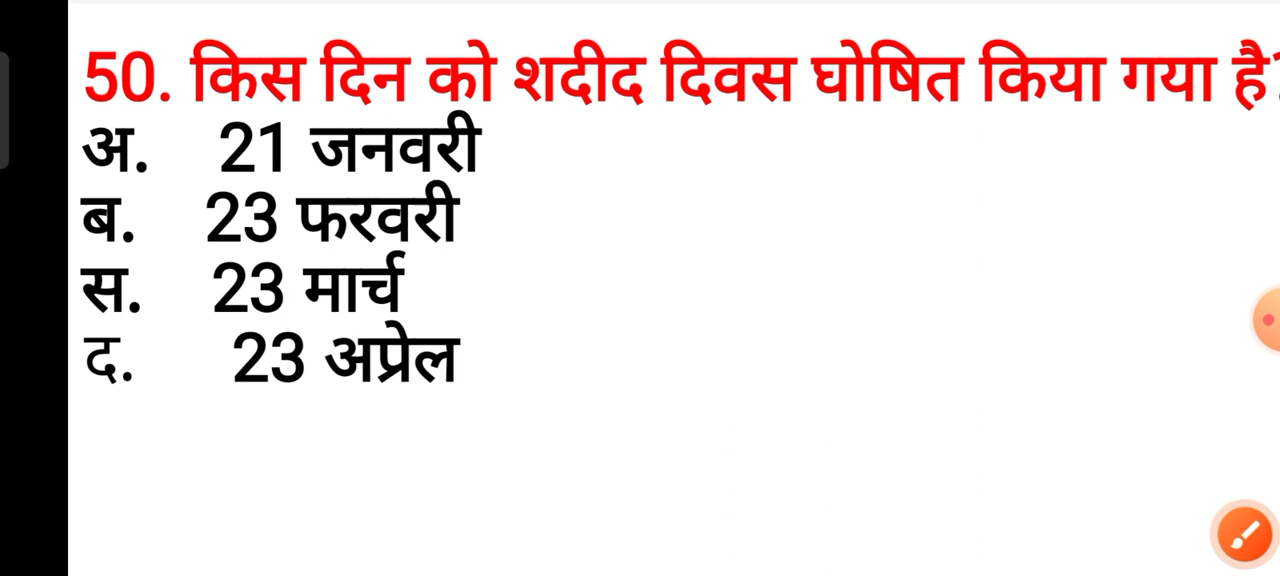 50. किस दिन को शदीद दिवस घोषित किया गया है?
अ. 21 जनवरी
ब. 23 फरवरी
स. 23 मार्च
द. 23 अप्रेल